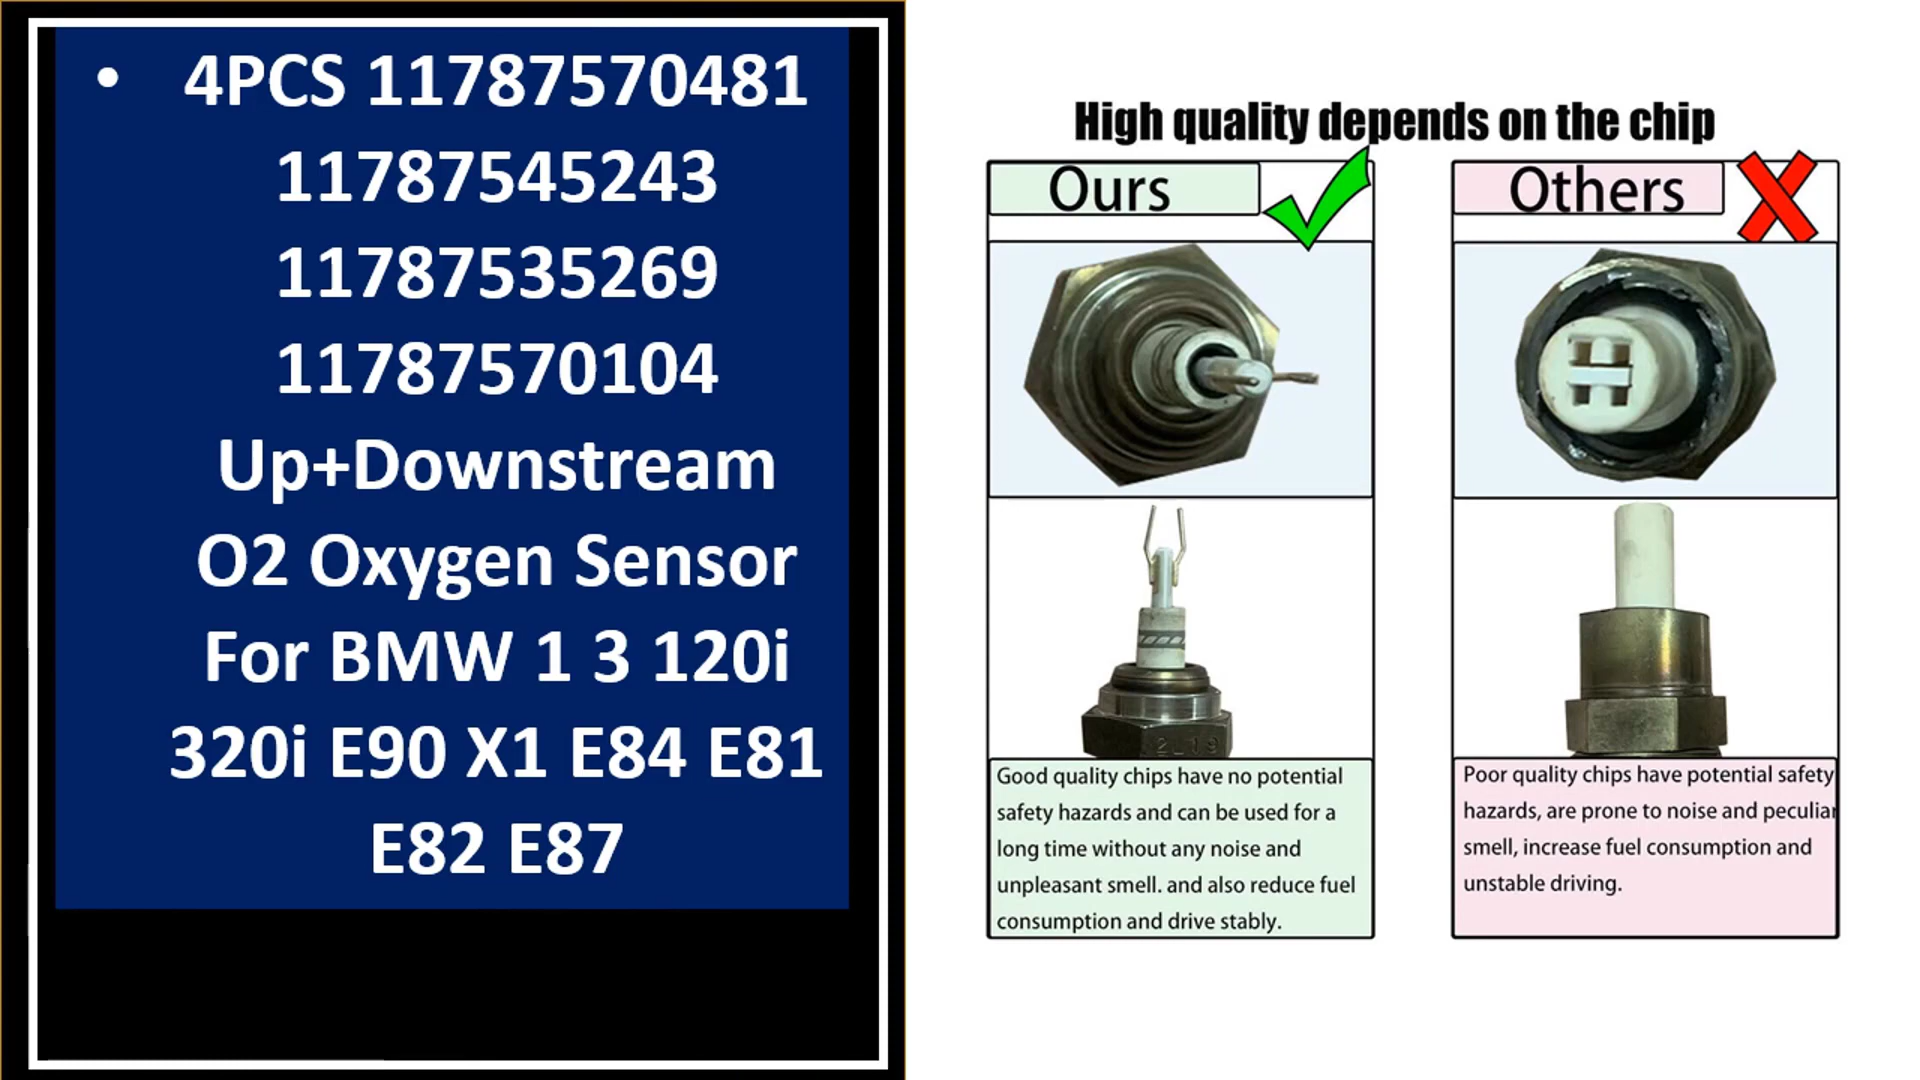 • 4PCS 11787570481
11787545243
11787535269
11787570104
Up+Downstream
O2 Oxygen Sensor
For BMW 1 3 120i
320i E90 X1 E84 E81
E82 E87
High quality depends on the chip
Ours
Others
Good quality chips have no potential
safety hazards and can be used for a
long time without any noise and
unpleasant smell. and also reduce fuel
consumption and drive stably.
Poor quality chips have potential safety
hazards, are prone to noise and peculiar
smell, increase fuel consumption and
unstable driving.